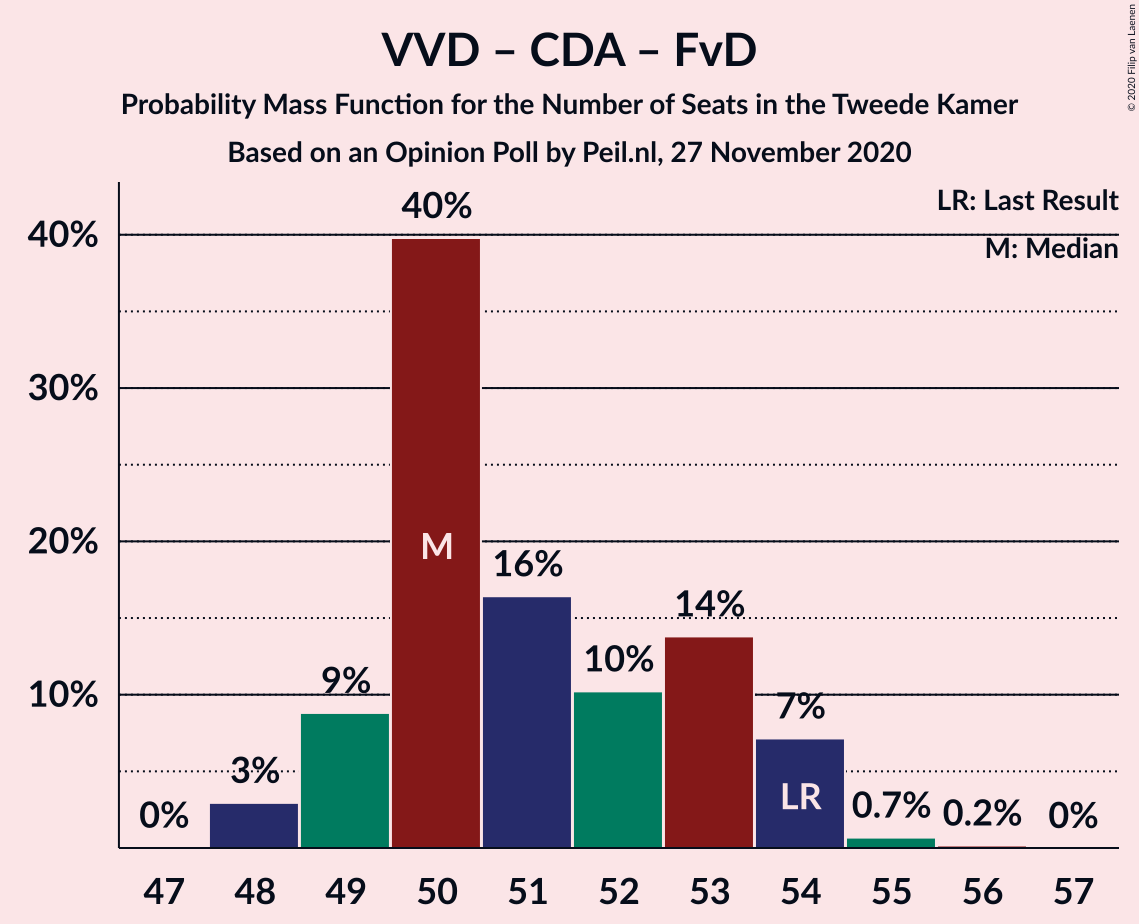 VVD – CDA – FvD
Probability Mass Function for the Number of Seats in the Tweede Kamer
Based on an Opinion Poll by Peil.nl, 27 November 2020
© 2020 Filip van Laenen
LR: Last Result
M: Median
40%
30%
20%
10%
0%
3%
9%
40%
16%
10%
14%
7%
0.7%
0.2%
0%
M
LR
47 48 49 50 51 52 53 54 55 56 57